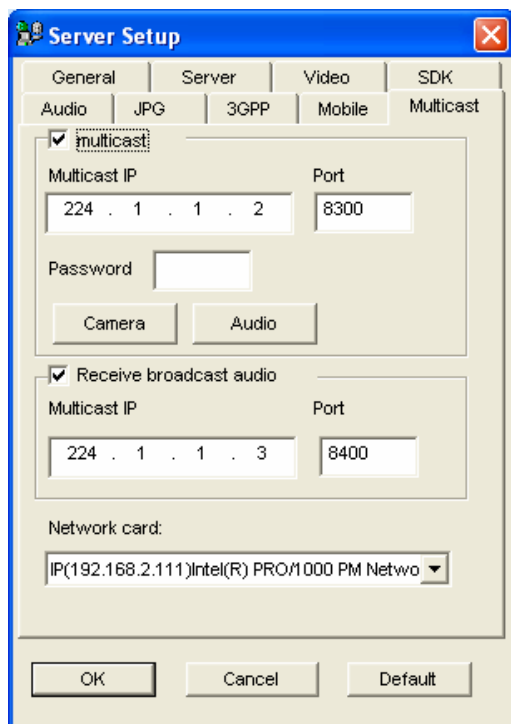 Server Setup
General Server Video SDK
Audio JPG 3GPP Mobile Multicast
multicast
Multicast IP Port
224 . 1 . 1 . 2 8300
Password
Camera Audio
Receive broadcast audio
Multicast IP Port
224 . 1 . 1 . 3 8400
Network card:
IP(192.168.2.111)Intel(R) PRO/1000 PM Netwo
OK Cancel Default